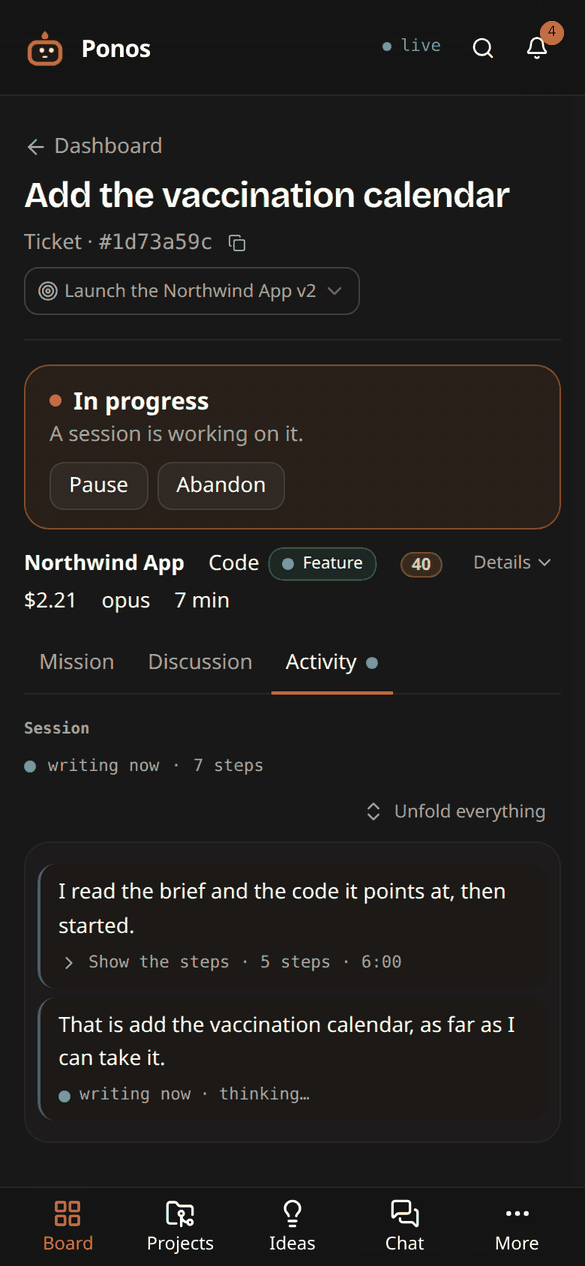 Ponos
live
4
Dashboard
Add the vaccination calendar
Ticket · #1d73a59c
Launch the Northwind App v2
In progress
A session is working on it.
Pause
Abandon
Northwind App Code Feature 40 Details
$2.21 opus 7 min
Mission Discussion Activity
Session
writing now · 7 steps
Unfold everything
I read the brief and the code it points at, then
started.
Show the steps · 5 steps · 6:00
That is add the vaccination calendar, as far as I
can take it.
writing now · thinking…
Board Projects Ideas Chat More